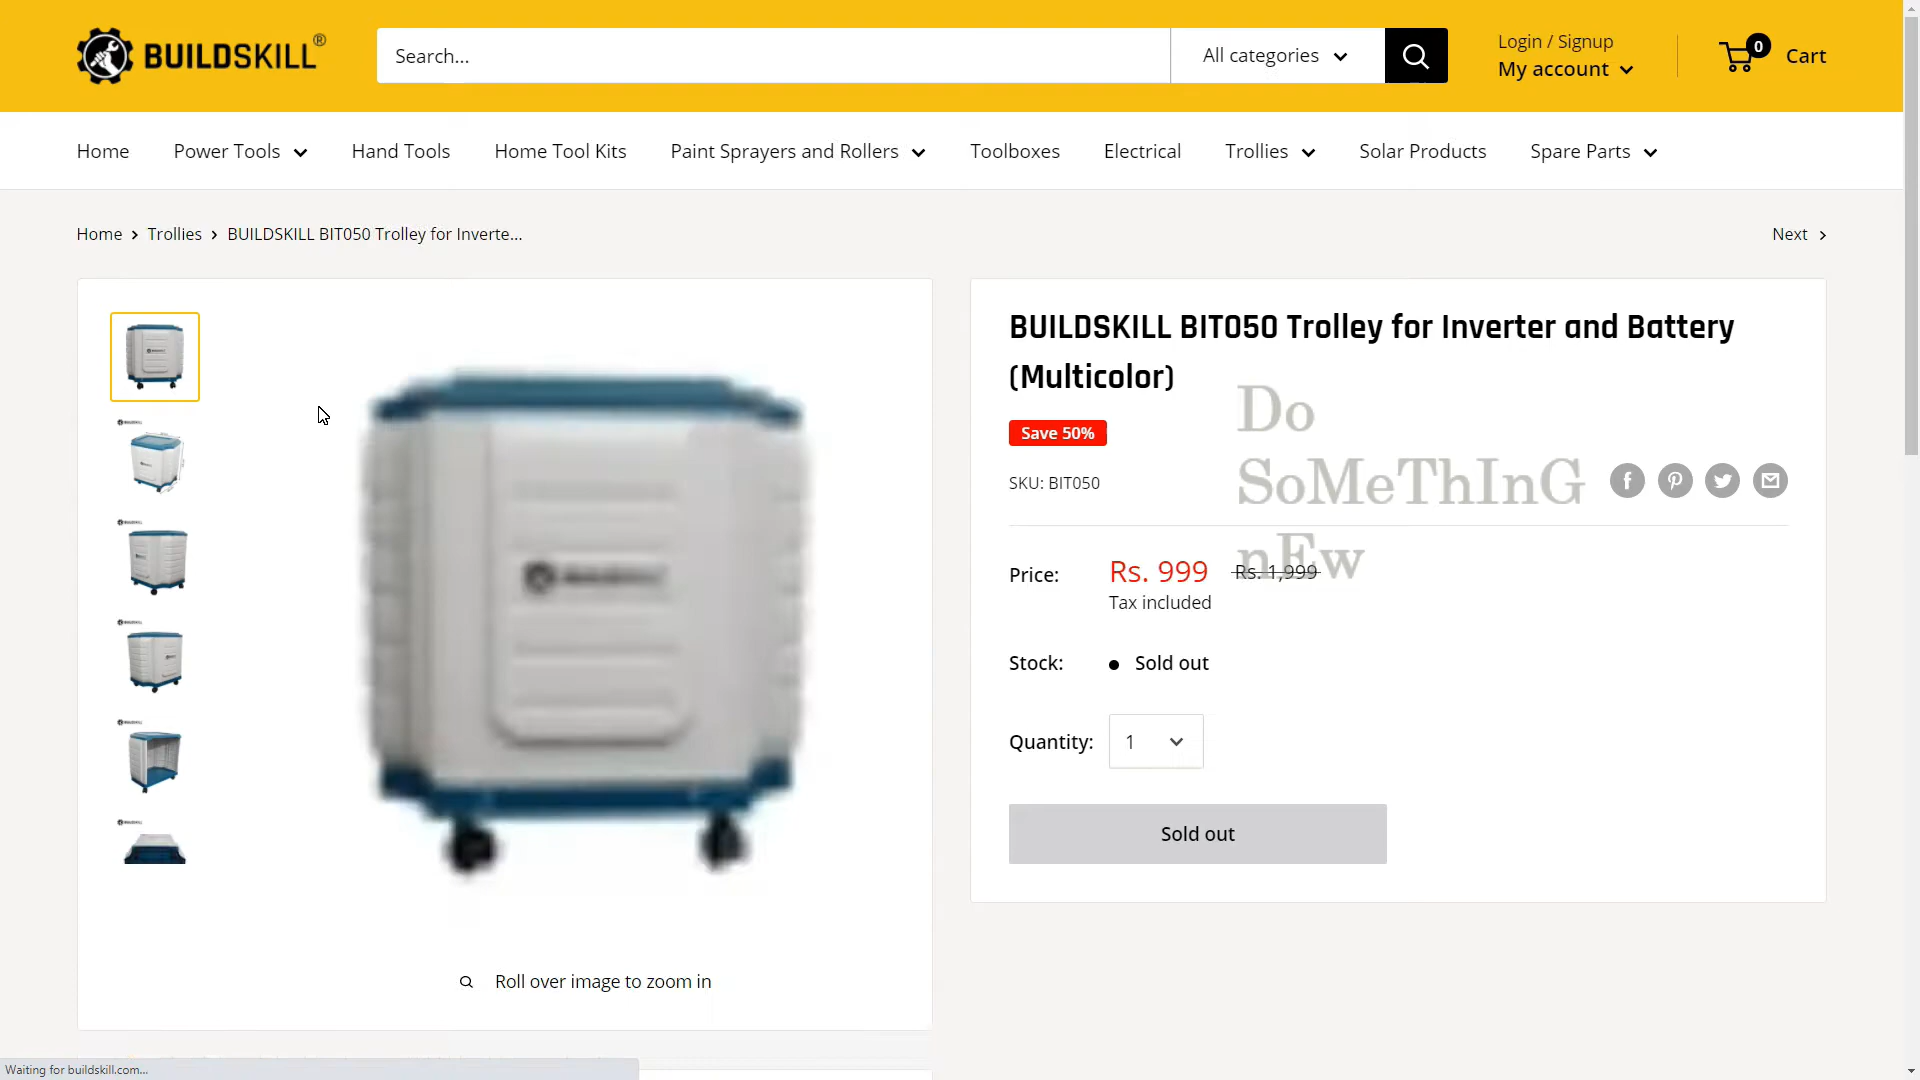 BUILDSKILL®
Search...
All categories
Login / Signup
My account
0
Cart
Home
Power Tools
Hand Tools
Home Tool Kits
Paint Sprayers and Rollers
Toolboxes
Electrical
Trollies
Solar Products
Spare Parts
Home > Trollies > BUILDSKILL BIT050 Trolley for Inverte...
Next
BUILDSKILL BIT050 Trolley for Inverter and Battery
(Multicolor)
Do
SoMeThInG
nEw
Save 50%
SKU: BIT050
Price: Rs. 999 Rs. 1,999
Tax included
Stock: Sold out
Quantity: 1
Sold out
BUILDSKILL
Roll over image to zoom in
Waiting for buildskill.com...